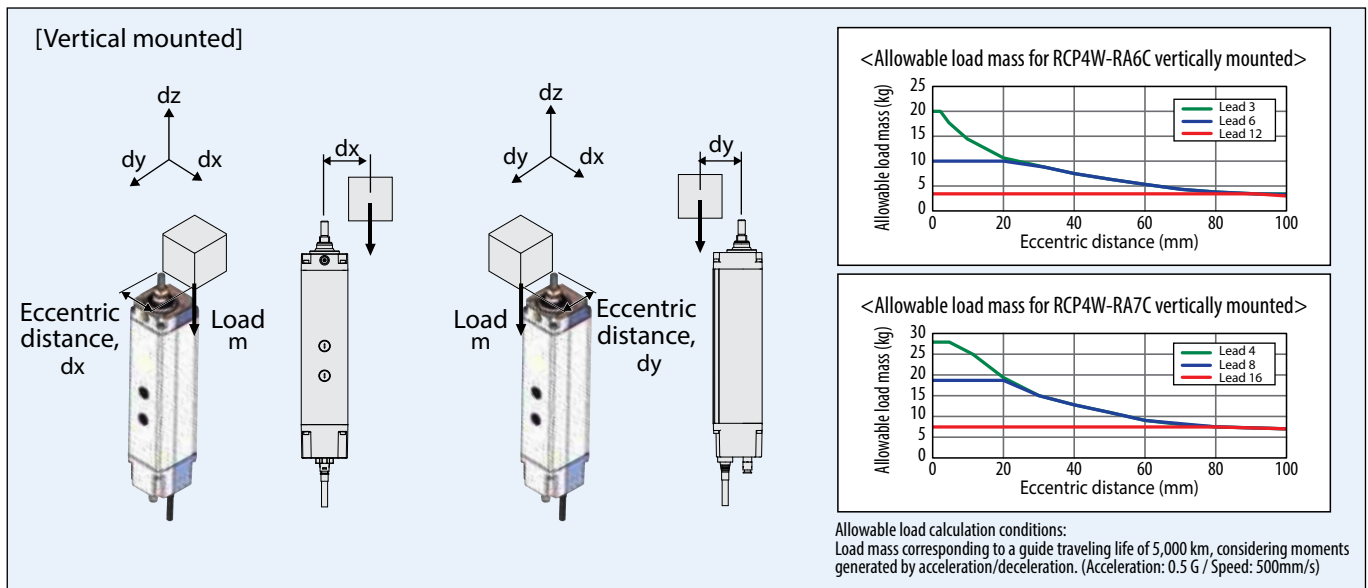 [Vertical mounted]
dz
dy
dx
Eccentric
distance,
dx
Load
m
dx
dz
dy
dx
Load
m
Eccentric
distance,
dy
dy
<Allowable load mass for RCP4W-RA6C vertically mounted>
Allowable load mass (kg)
25
20
15
10
5
0
0 20 40 60 80 100
Eccentric distance (mm)
Lead 3
Lead 6
Lead 12
<Allowable load mass for RCP4W-RA7C vertically mounted>
Allowable load mass (kg)
30
25
20
15
10
5
0
0 20 40 60 80 100
Eccentric distance (mm)
Lead 4
Lead 8
Lead 16
Allowable load calculation conditions:
Load mass corresponding to a guide traveling life of 5,000 km, considering moments
generated by acceleration/deceleration. (Acceleration: 0.5 G / Speed: 500mm/s)